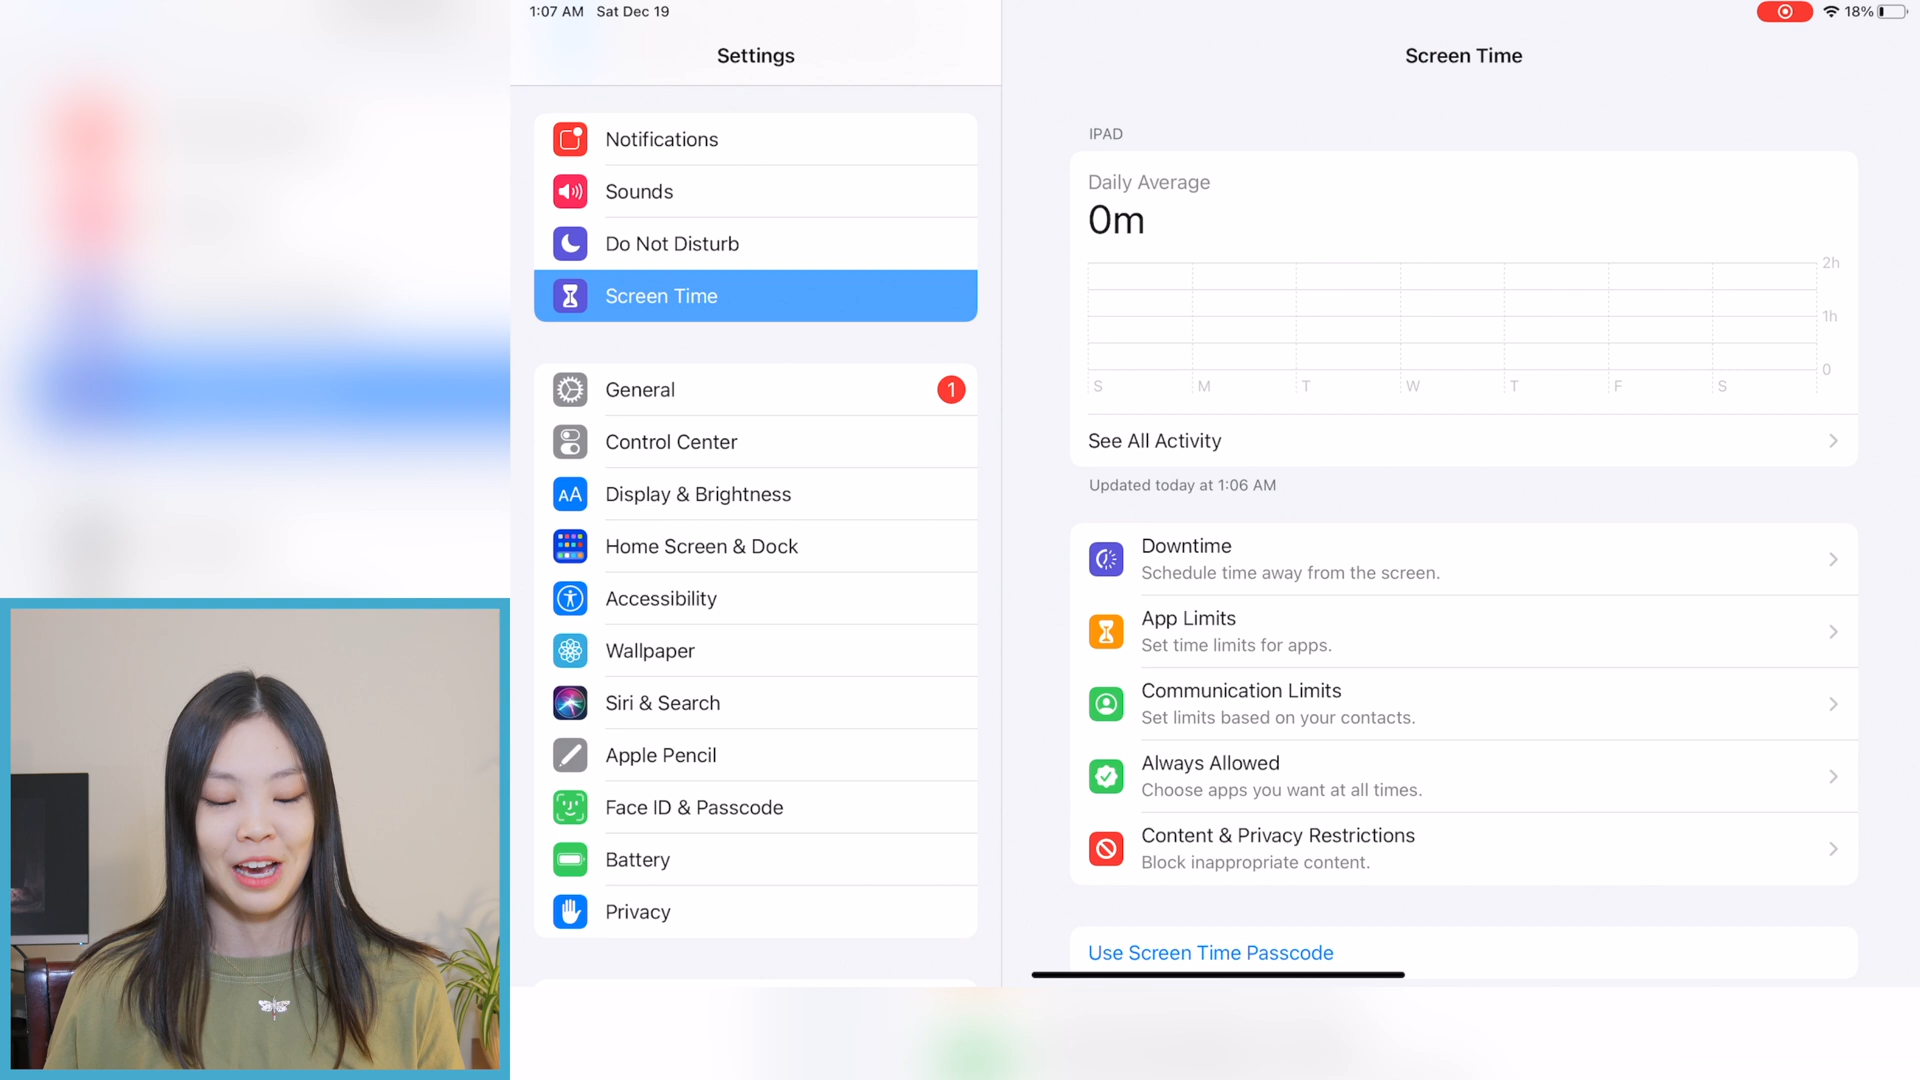 1:07 AM Sat Dec 19
18%
Settings
Screen Time
Notifications
Sounds
Do Not Disturb
Screen Time
General
1
Control Center
Display & Brightness
AA
Home Screen & Dock
Accessibility
Wallpaper
Siri & Search
Apple Pencil
Face ID & Passcode
Battery
Privacy
IPAD
Daily Average
0m
2h
1h
0
S M T W T F S
See All Activity
Updated today at 1:06 AM
Downtime
Schedule time away from the screen.
App Limits
Set time limits for apps.
Communication Limits
Set limits based on your contacts.
Always Allowed
Choose apps you want at all times.
Content & Privacy Restrictions
Block inappropriate content.
Use Screen Time Passcode